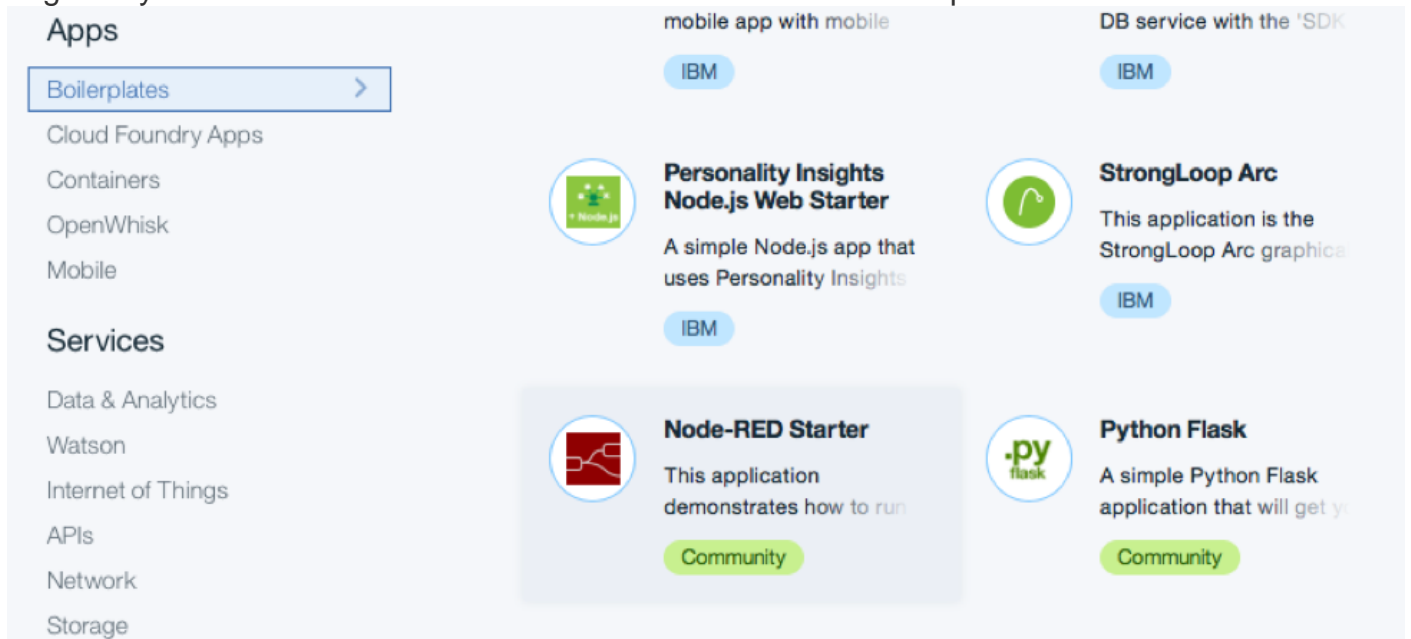 Apps
Boilerplates
Cloud Foundry Apps
Containers
OpenWhisk
Mobile
Services
Data & Analytics
Watson
Internet of Things
APIs
Network
Storage
mobile app with mobile
IBM
DB service with the 'SDK
IBM
+ Node.js
Personality Insights
Node.js Web Starter
A simple Node.js app that
uses Personality Insights
IBM
StrongLoop Arc
This application is the
StrongLoop Arc graphical
IBM
Node-RED Starter
This application
demonstrates how to run
Community
.py
flask
Python Flask
A simple Python Flask
application that will get
Community